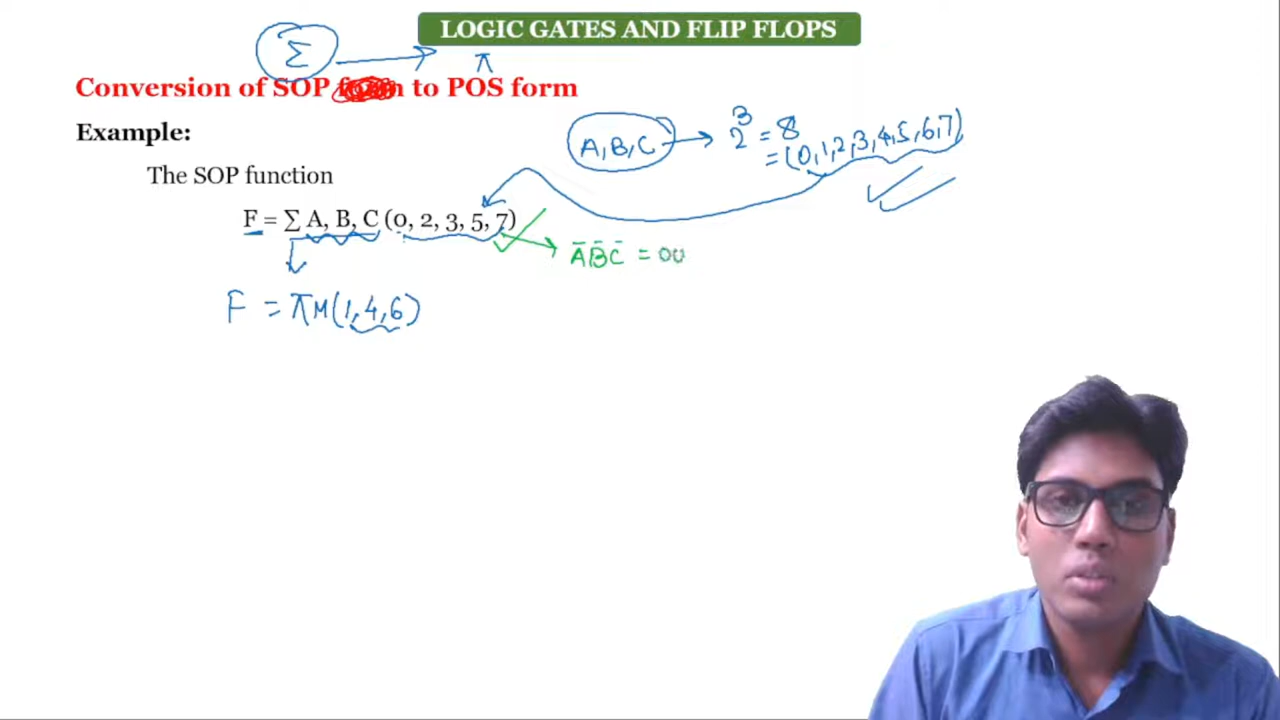 LOGIC GATES AND FLIP FLOPS
Σ → π
Conversion of SOP to POS form
Example:
A, B, C → 2³ = 8
= (0, 1, 2, 3, 4, 5, 6, 7)
The SOP function
F = ∑ A, B, C (0, 2, 3, 5, 7)
A̅ B̅ C̅ = 00
F = πM(1, 4, 6)